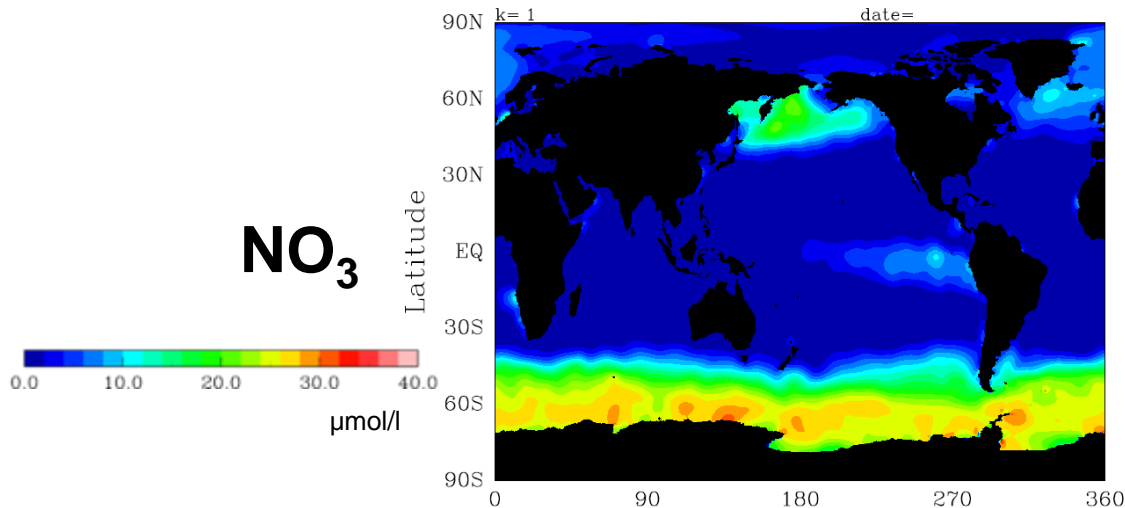 k= 1 date=
90N
60N
30N
EQ
30S
60S
90S
Latitude
0 90 180 270 360
NO₃
0.0 10.0 20.0 30.0 40.0
µmol/l